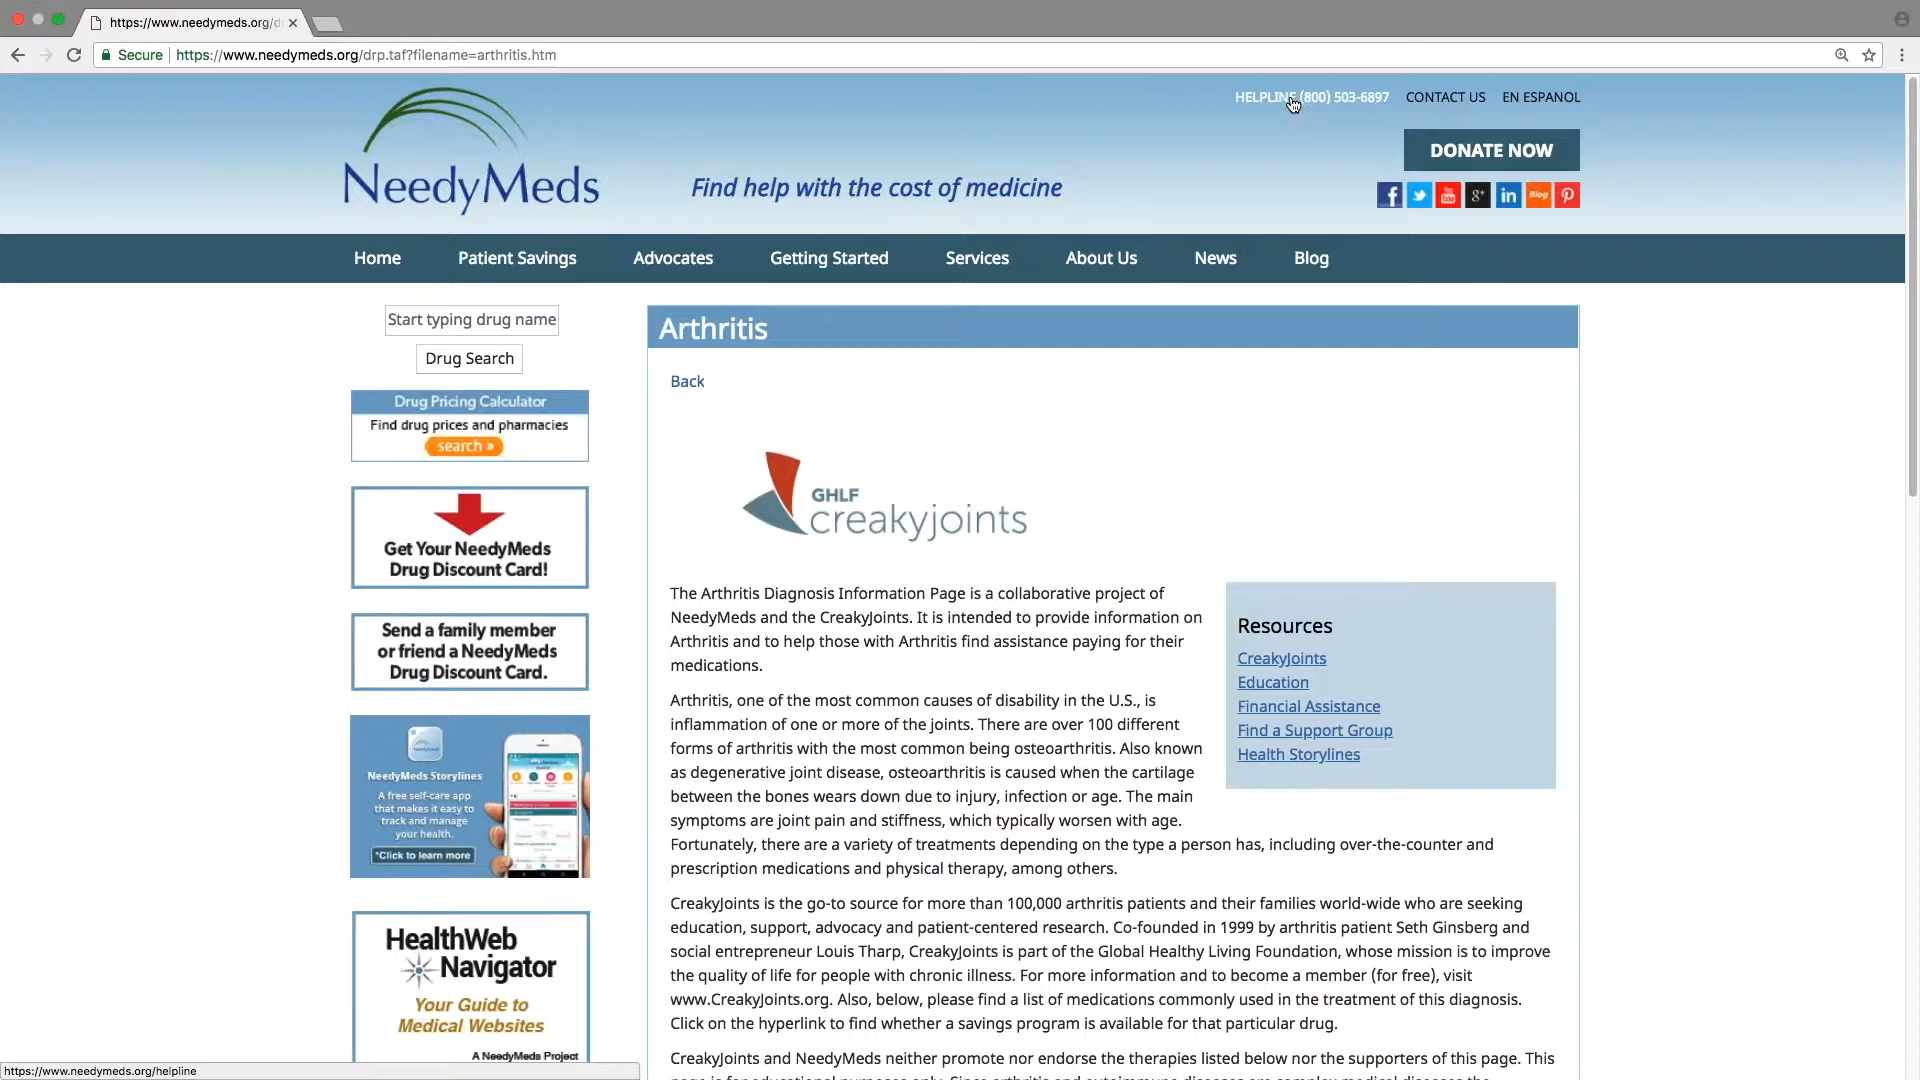 https://www.needymeds.org/d
Secure https://www.needymeds.org/drp.taf?filename=arthritis.htm
HELPLINE (800) 503-6897 CONTACT US EN ESPANOL
DONATE NOW
NeedyMeds
Find help with the cost of medicine
f You Tube g+ in Blog
Home Patient Savings Advocates Getting Started Services About Us News Blog
Start typing drug name
Drug Search
Drug Pricing Calculator
Find drug prices and pharmacies
search »
Get Your NeedyMeds
Drug Discount Card!
Send a family member
or friend a NeedyMeds
Drug Discount Card.
NeedyMeds Storylines
A free self-care app
that makes it easy to
track and manage
your health.
*Click to learn more
HealthWeb
Navigator
Your Guide to
Medical Websites
A NeedyMeds Project
Arthritis
Back
GHLF
creakyjoints
The Arthritis Diagnosis Information Page is a collaborative project of
NeedyMeds and the CreakyJoints. It is intended to provide information on
Arthritis and to help those with Arthritis find assistance paying for their
medications.
Resources
CreakyJoints
Education
Financial Assistance
Find a Support Group
Health Storylines
Arthritis, one of the most common causes of disability in the U.S., is
inflammation of one or more of the joints. There are over 100 different
forms of arthritis with the most common being osteoarthritis. Also known
as degenerative joint disease, osteoarthritis is caused when the cartilage
between the bones wears down due to injury, infection or age. The main
symptoms are joint pain and stiffness, which typically worsen with age.
Fortunately, there are a variety of treatments depending on the type a person has, including over-the-counter and
prescription medications and physical therapy, among others.
CreakyJoints is the go-to source for more than 100,000 arthritis patients and their families world-wide who are seeking
education, support, advocacy and patient-centered research. Co-founded in 1999 by arthritis patient Seth Ginsberg and
social entrepreneur Louis Tharp, CreakyJoints is part of the Global Healthy Living Foundation, whose mission is to improve
the quality of life for people with chronic illness. For more information and to become a member (for free), visit
www.CreakyJoints.org. Also, below, please find a list of medications commonly used in the treatment of this diagnosis.
Click on the hyperlink to find whether a savings program is available for that particular drug.
CreakyJoints and NeedyMeds neither promote nor endorse the therapies listed below nor the supporters of this page. This
https://www.needymeds.org/helpline